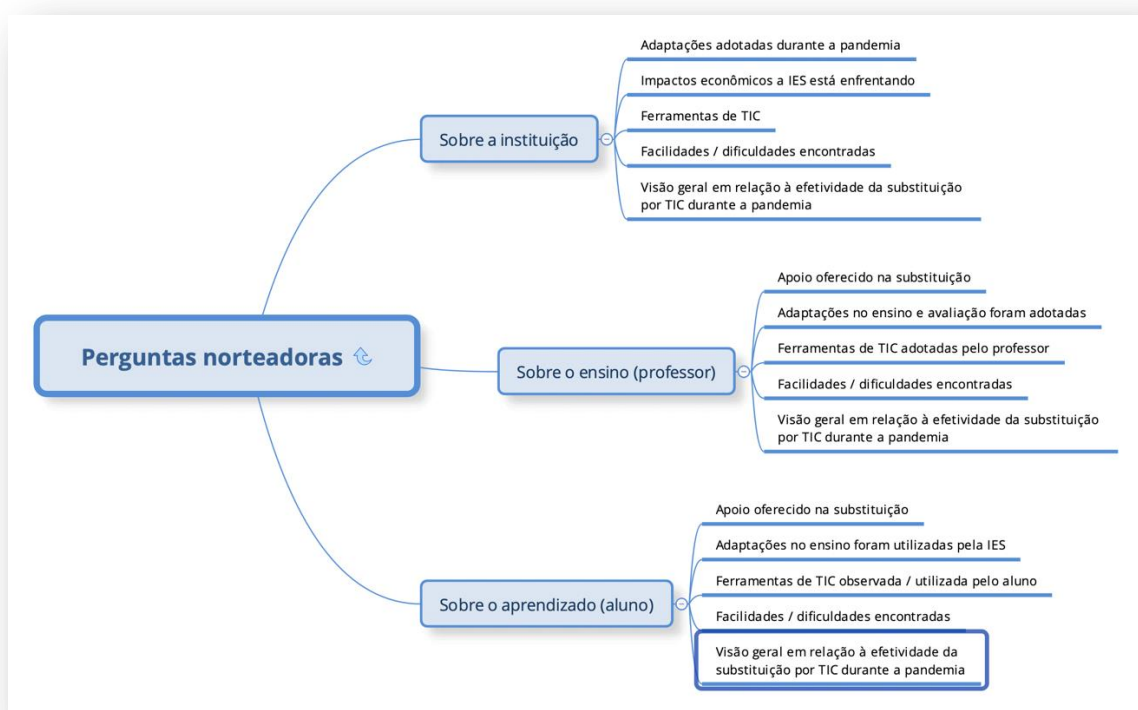 Perguntas norteadoras
Sobre a instituição
Adaptações adotadas durante a pandemia
Impactos econômicos a IES está enfrentando
Ferramentas de TIC
Facilidades / dificuldades encontradas
Visão geral em relação à efetividade da substituição
por TIC durante a pandemia
Sobre o ensino (professor)
Apoio oferecido na substituição
Adaptações no ensino e avaliação foram adotadas
Ferramentas de TIC adotadas pelo professor
Facilidades / dificuldades encontradas
Visão geral em relação à efetividade da substituição
por TIC durante a pandemia
Sobre o aprendizado (aluno)
Apoio oferecido na substituição
Adaptações no ensino foram utilizadas pela IES
Ferramentas de TIC observada / utilizada pelo aluno
Facilidades / dificuldades encontradas
Visão geral em relação à efetividade da
substituição por TIC durante a pandemia